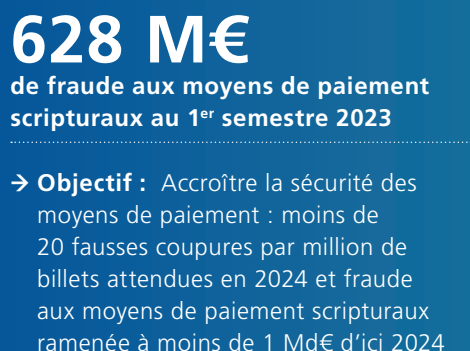 628 M€
de fraude aux moyens de paiement
scripturaux au 1er semestre 2023
→ Objectif : Accroître la sécurité des
moyens de paiement : moins de
20 fausses coupures par million de
billets attendues en 2024 et fraude
aux moyens de paiement scripturaux
ramenée à moins de 1 Md€ d’ici 2024